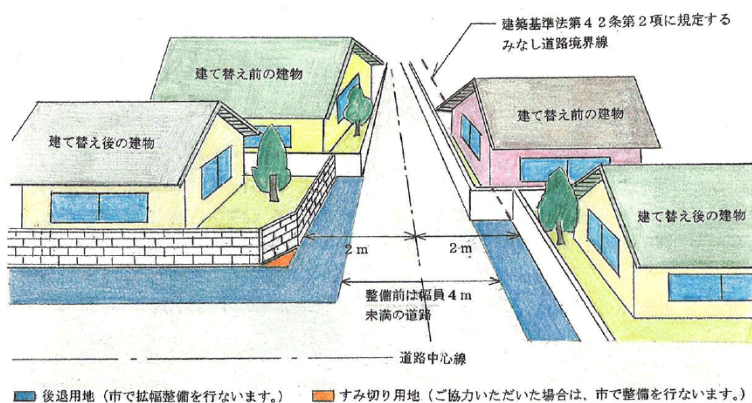 建築基準法第４２条第２項に規定する
みなし道路境界線
建て替え前の建物
建て替え前の建物
建て替え後の建物
建て替え後の建物
２ｍ
２ｍ
整備前は幅員４ｍ
未満の道路
道路中心線
後退用地（市で拡幅整備を行ないます。）
すみ切り用地（ご協力いただいた場合は、市で整備を行ないます。）